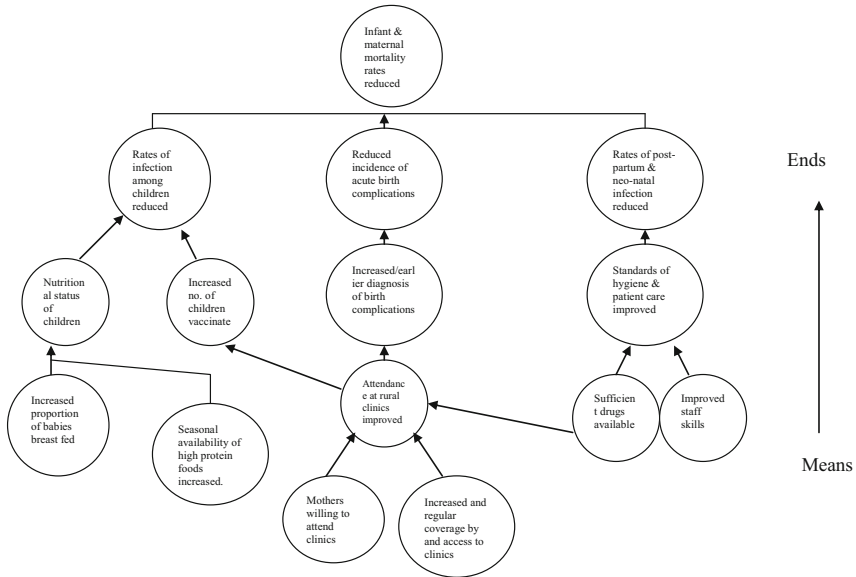 Infant &
maternal
mortality
rates
reduced
Rates of
infection
among
children
reduced
Reduced
incidence of
acute birth
complications
Rates of post-
partum &
neo-natal
infection
reduced
Ends
Nutrition
al status
of
children
Increased
no. of
children
vaccinate
Increased/earl
ier diagnosis
of birth
complications
Standards of
hygiene &
patient care
improved
Increased
proportion
of babies
breast fed
Seasonal
availability of
high protein
foods
increased.
Attendanc
e at rural
clinics
improved
Sufficien
t drugs
available
Improved
staff
skills
Means
Mothers
willing to
attend
clinics
Increased and
regular
coverage by
and access to
clinics